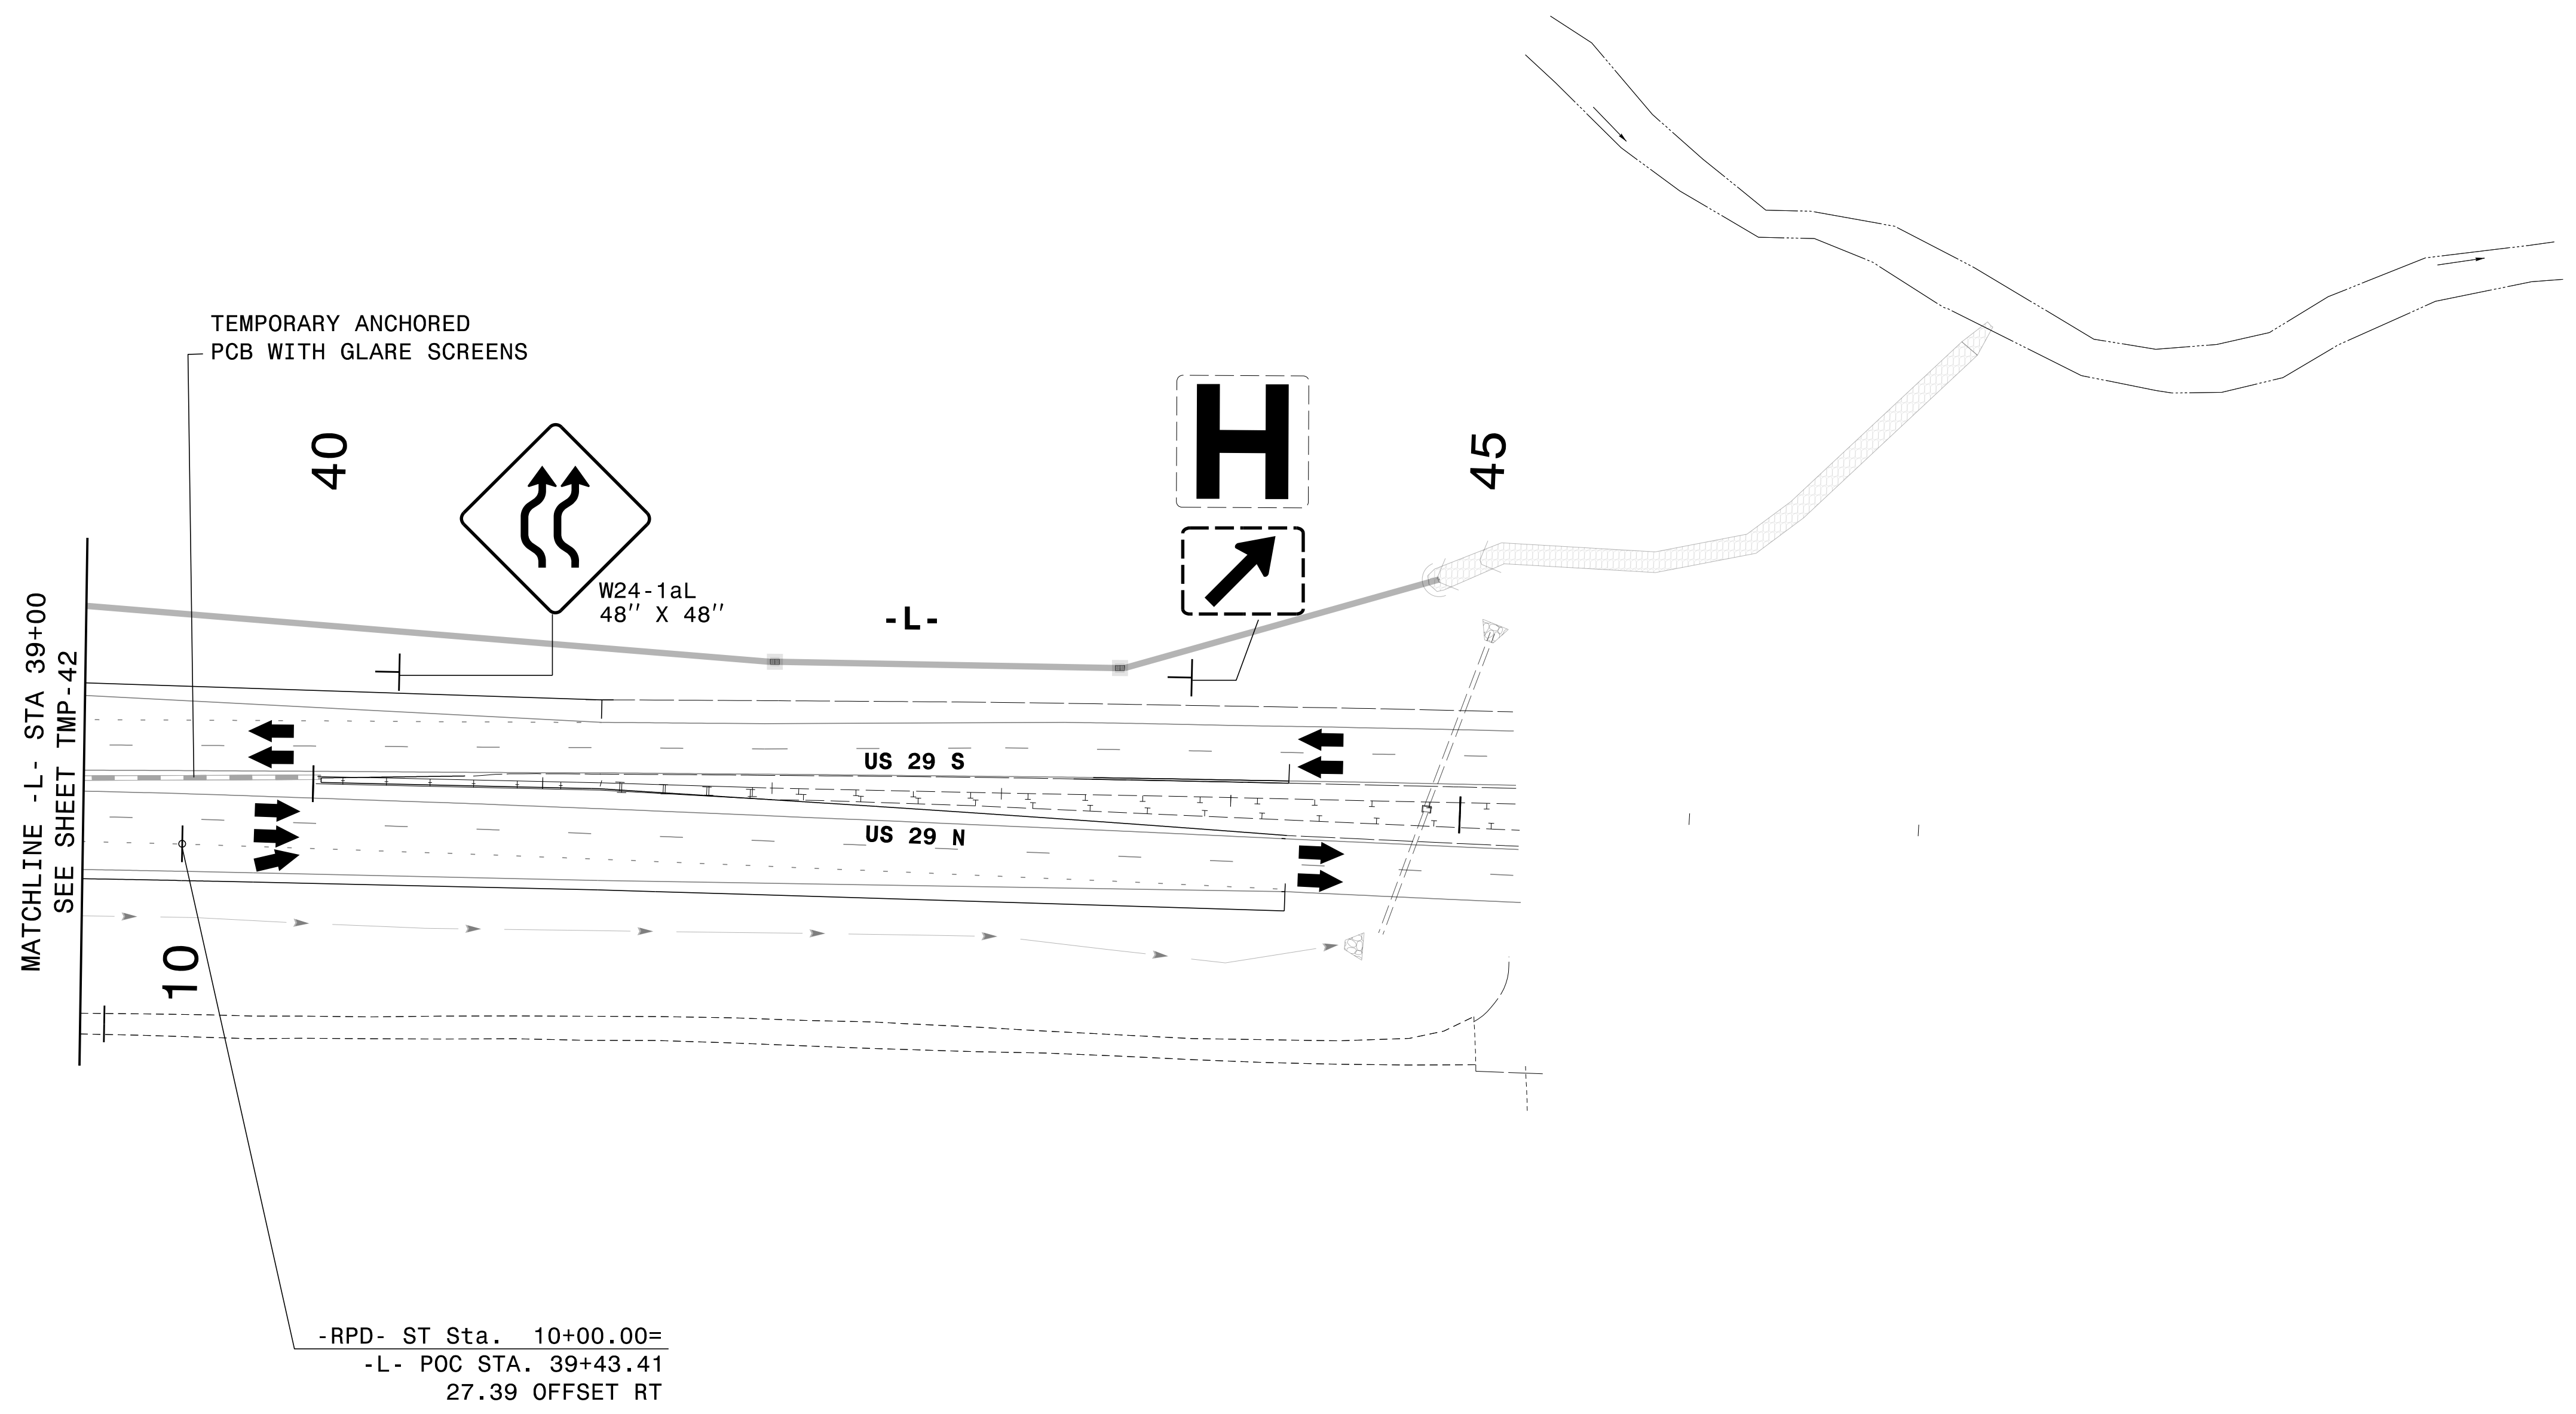 TEMPORARY ANCHORED
PCB WITH GLARE SCREENS
40
W24-1aL
48" X 48"
-L-
H
45
MATCHLINE -L- STA 39+00
SEE SHEET TMP-42
US 29 S
US 29 N
10
-RPD- ST Sta. 10+00.00=
-L- POC STA. 39+43.41
27.39 OFFSET RT